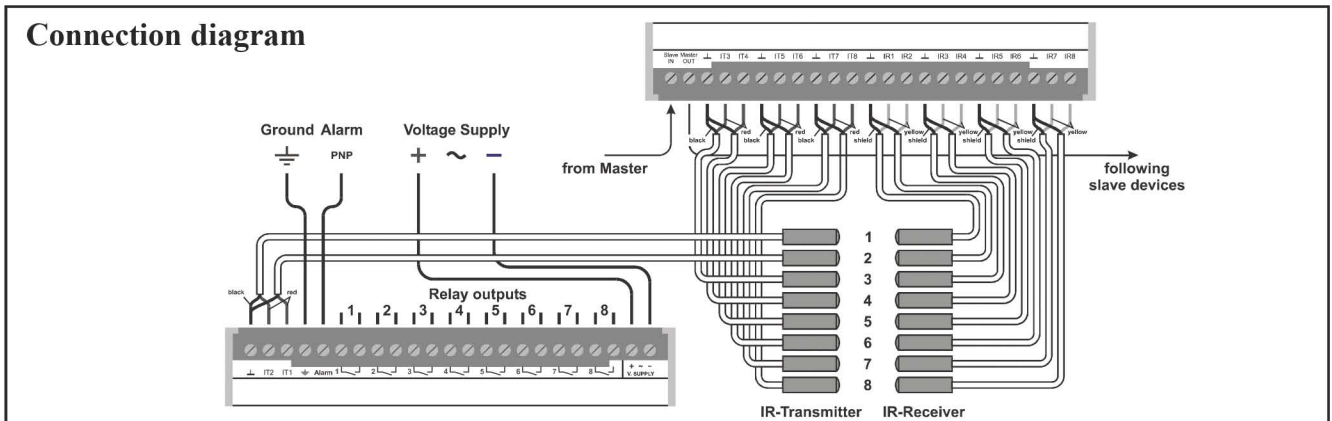 Connection diagram
Slave IN Master OUT ⊥ IT3 IT4 ⊥ IT5 IT6 ⊥ IT7 IT8 ⊥ IR1 IR2 ⊥ IR3 IR4 ⊥ IR5 IR6 ⊥ IR7 IR8
black red black red black red shield yellow shield yellow shield yellow shield yellow
Ground Alarm Voltage Supply
PNP + ~ −
from Master
following
slave devices
1
2
3
4
5
6
7
8
IR-Transmitter IR-Receiver
black red
Relay outputs
1 2 3 4 5 6 7 8
⊥ IT2 IT1 Alarm 1 2 3 4 5 6 7 8 + ~ −
V. SUPPLY